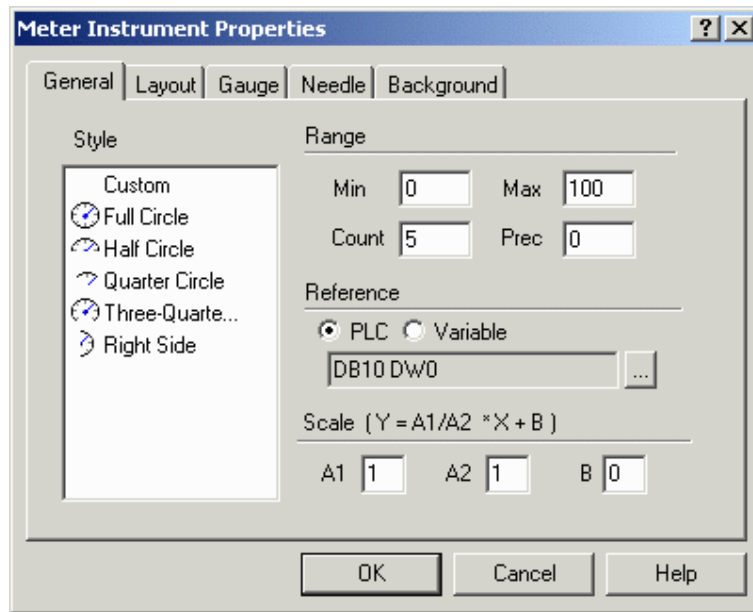 Meter Instrument Properties
General Layout Gauge Needle Background
Style
Custom
Full Circle
Half Circle
Quarter Circle
Three-Quarte...
Right Side
Range
Min 0 Max 100
Count 5 Prec 0
Reference
PLC Variable
DB10 DW0 ...
Scale ( Y = A1/A2 *X + B )
A1 1 A2 1 B 0
OK Cancel Help